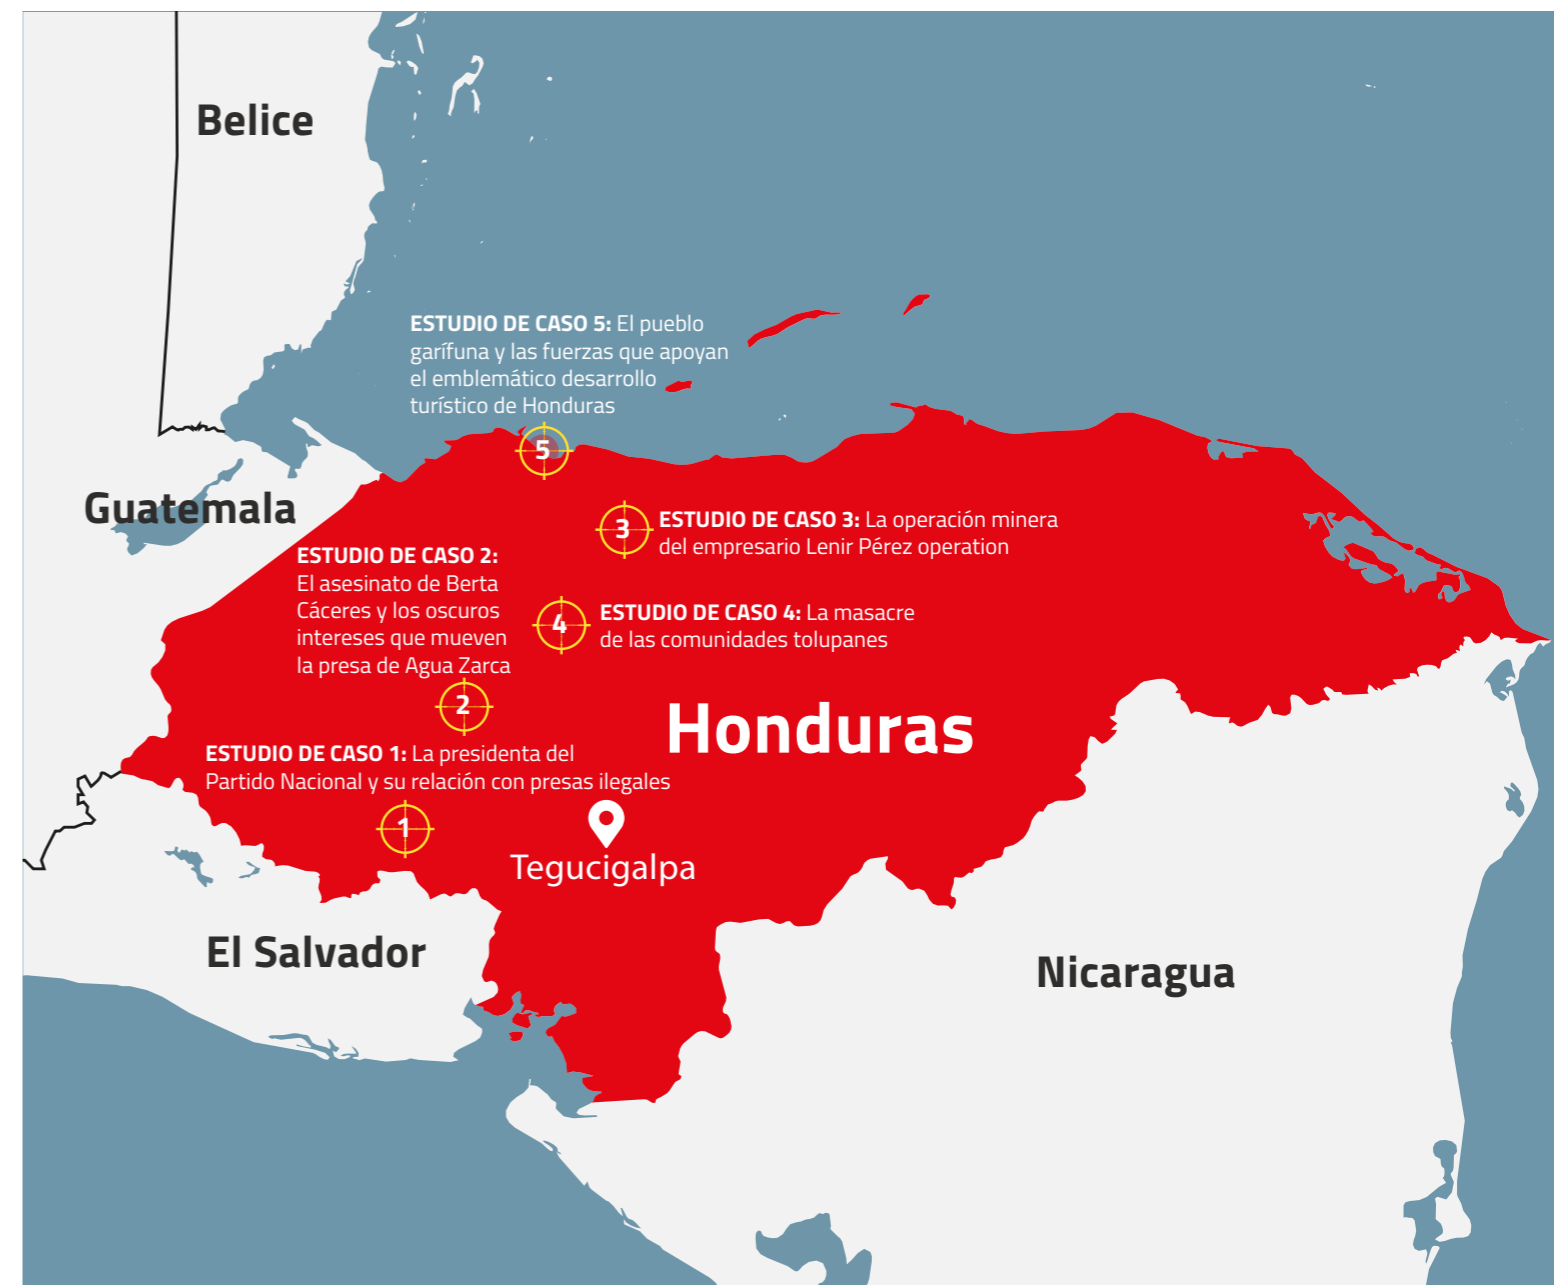 Belice
ESTUDIO DE CASO 5: El pueblo
garífuna y las fuerzas que apoyan
el emblemático desarrollo
turístico de Honduras
5
Guatemala
3
ESTUDIO DE CASO 3: La operación minera
del empresario Lenir Pérez operation
ESTUDIO DE CASO 2:
El asesinato de Berta
Cáceres y los oscuros
intereses que mueven
la presa de Agua Zarca
2
4
ESTUDIO DE CASO 4: La masacre
de las comunidades tolupanes
Honduras
ESTUDIO DE CASO 1: La presidenta del
Partido Nacional y su relación con presas ilegales
1
Tegucigalpa
El Salvador
Nicaragua